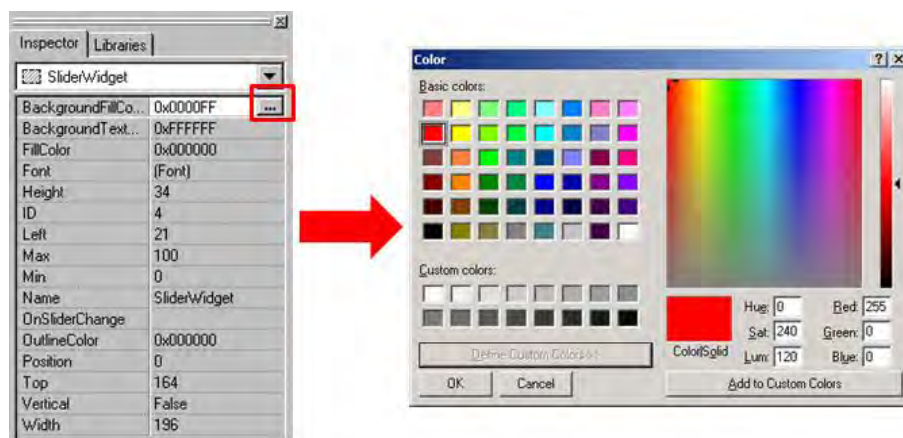 Inspector Libraries
SliderWidget
BackgroundFillCo... 0x0000FF ...
BackgroundText... 0xFFFFFF
FillColor 0x000000
Font (Font)
Height 34
ID 4
Left 21
Max 100
Min 0
Name SliderWidget
OnSliderChange
OutlineColor 0x000000
Position 0
Top 164
Vertical False
Width 196
Color
Basic colors:
Custom colors:
Define Custom Colors >>
OK Cancel
Color|Solid
Hue: 0 Red: 255
Sat: 240 Green: 0
Lum: 120 Blue: 0
Add to Custom Colors